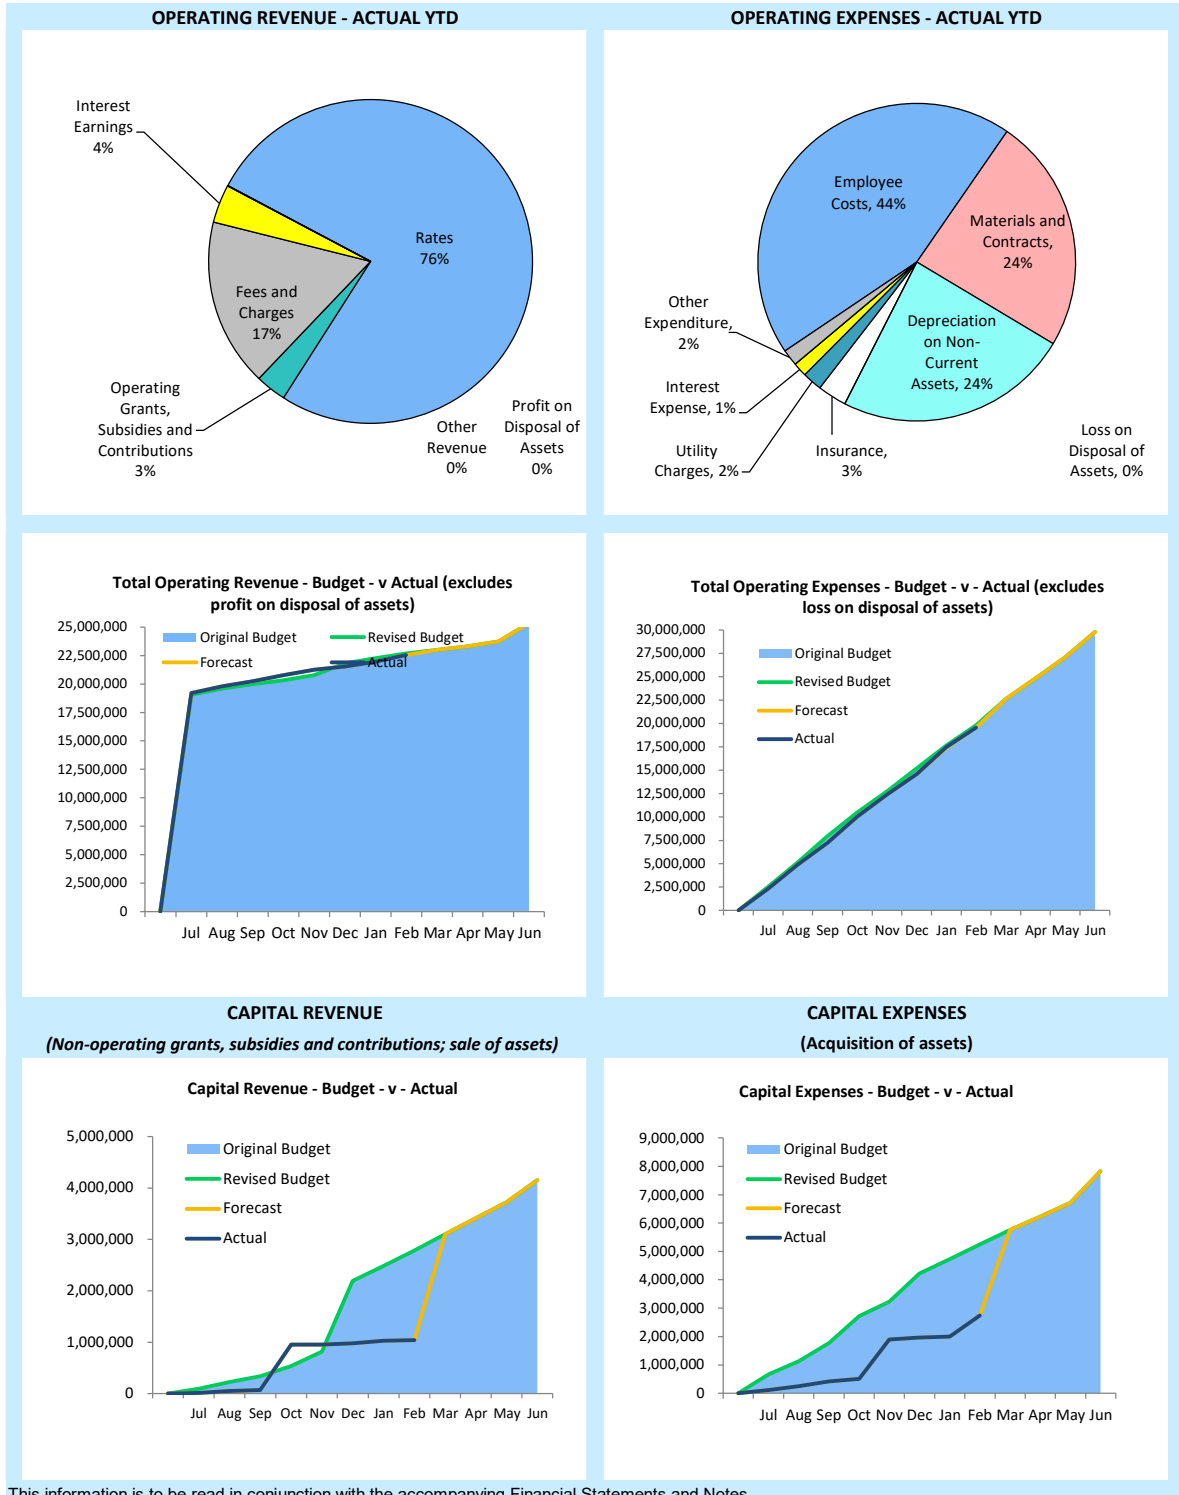 OPERATING REVENUE - ACTUAL YTD
Interest
Earnings
4%
Rates
76%
Fees and
Charges
17%
Operating
Grants,
Subsidies and
Contributions
3%
Other
Revenue
0%
Profit on
Disposal of
Assets
0%
OPERATING EXPENSES - ACTUAL YTD
Employee
Costs, 44%
Materials and
Contracts,
24%
Other
Expenditure,
2%
Depreciation
on Non-
Current
Assets, 24%
Interest
Expense, 1%
Utility
Charges, 2%
Insurance,
3%
Loss on
Disposal of
Assets, 0%
Total Operating Revenue - Budget - v Actual (excludes
profit on disposal of assets)
25,000,000
22,500,000
20,000,000
17,500,000
15,000,000
12,500,000
10,000,000
7,500,000
5,000,000
2,500,000
0
Original Budget
Revised Budget
Forecast
Actual
Jul Aug Sep Oct Nov Dec Jan Feb Mar Apr May Jun
Total Operating Expenses - Budget - v - Actual (excludes
loss on disposal of assets)
30,000,000
27,500,000
25,000,000
22,500,000
20,000,000
17,500,000
15,000,000
12,500,000
10,000,000
7,500,000
5,000,000
2,500,000
0
Original Budget
Revised Budget
Forecast
Actual
Jul Aug Sep Oct Nov Dec Jan Feb Mar Apr May Jun
CAPITAL REVENUE
(Non-operating grants, subsidies and contributions; sale of assets)
Capital Revenue - Budget - v - Actual
5,000,000
4,000,000
3,000,000
2,000,000
1,000,000
0
Original Budget
Revised Budget
Forecast
Actual
Jul Aug Sep Oct Nov Dec Jan Feb Mar Apr May Jun
CAPITAL EXPENSES
(Acquisition of assets)
Capital Expenses - Budget - v - Actual
9,000,000
8,000,000
7,000,000
6,000,000
5,000,000
4,000,000
3,000,000
2,000,000
1,000,000
0
Original Budget
Revised Budget
Forecast
Actual
Jul Aug Sep Oct Nov Dec Jan Feb Mar Apr May Jun
This information is to be read in conjunction with the accompanying Financial Statements and Notes